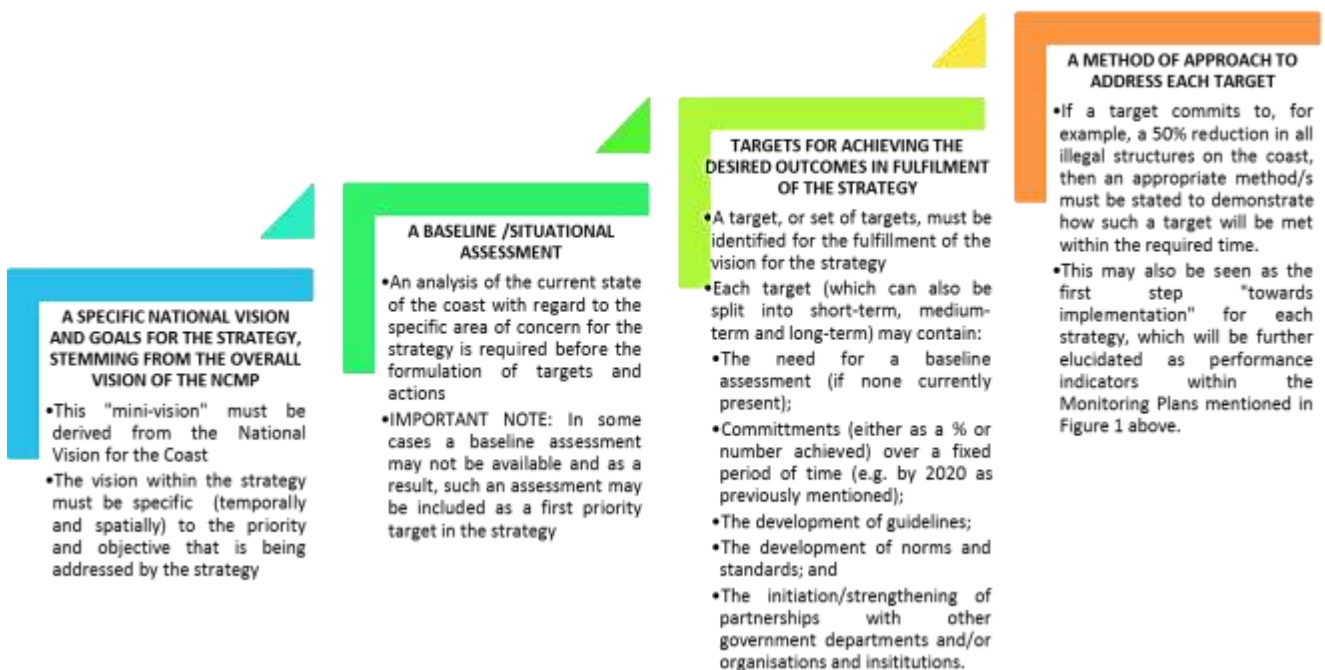 A SPECIFIC NATIONAL VISION
AND GOALS FOR THE STRATEGY,
STEMMING FROM THE OVERALL
VISION OF THE NCMP
•This "mini-vision" must be
derived from the National
Vision for the Coast
•The vision within the strategy
must be specific (temporally
and spatially) to the priority
and objective that is being
addressed by the strategy
A BASELINE /SITUATIONAL
ASSESSMENT
•An analysis of the current state
of the coast with regard to the
specific area of concern for the
strategy is required before the
formulation of targets and
actions
•IMPORTANT NOTE: In some
cases a baseline assessment
may not be available and as a
result, such an assessment may
be included as a first priority
target in the strategy
TARGETS FOR ACHIEVING THE
DESIRED OUTCOMES IN FULFILMENT
OF THE STRATEGY
•A target, or set of targets, must be
identified for the fulfillment of the
vision for the strategy
•Each target (which can also be
split into short-term, medium-
term and long-term) may contain:
•The need for a baseline
assessment (if none currently
present);
•Committments (either as a % or
number achieved) over a fixed
period of time (e.g. by 2020 as
previously mentioned);
•The development of guidelines;
•The development of norms and
standards; and
•The initiation/strengthening of
partnerships with other
government departments and/or
organisations and insititutions.
A METHOD OF APPROACH TO
ADDRESS EACH TARGET
•If a target commits to, for
example, a 50% reduction in all
illegal structures on the coast,
then an appropriate method/s
must be stated to demonstrate
how such a target will be met
within the required time.
•This may also be seen as the
first step "towards
implementation" for each
strategy, which will be further
elucidated as performance
indicators within the
Monitoring Plans mentioned in
Figure 1 above.